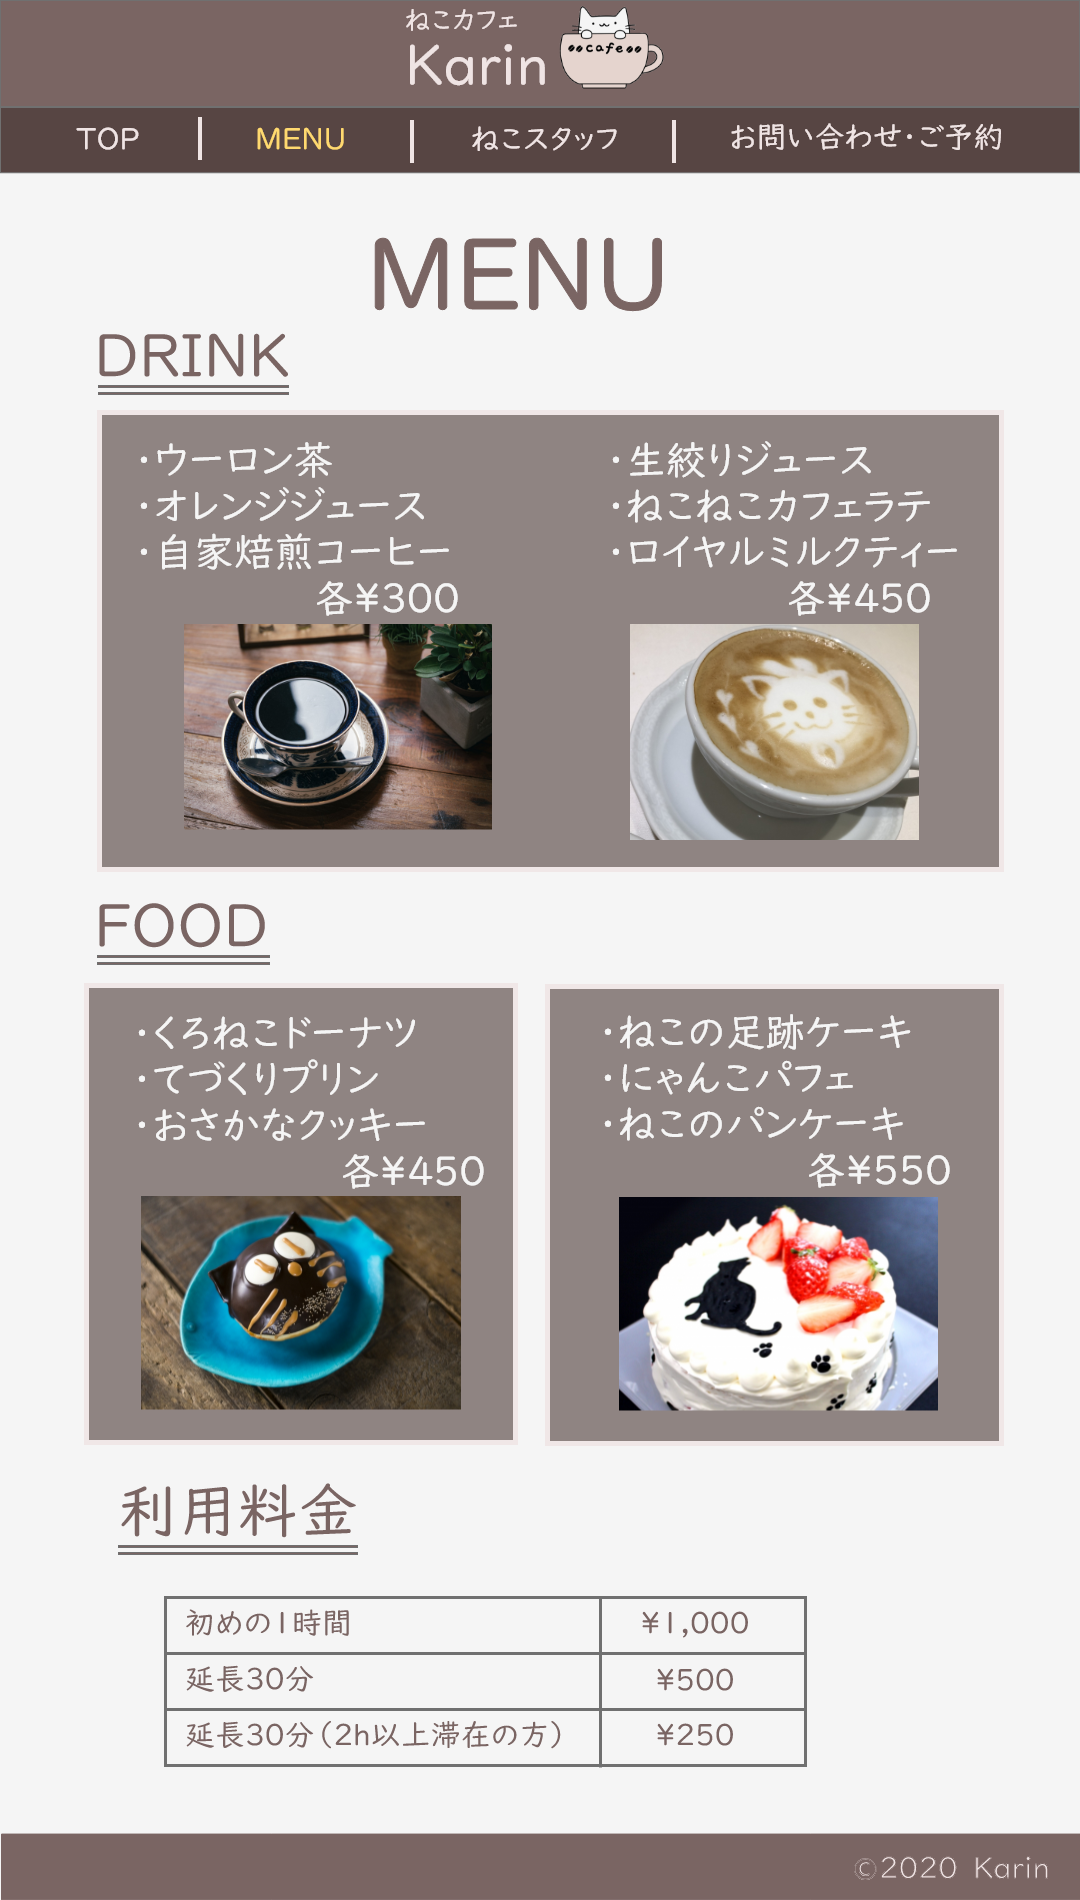 ねこカフェ
Karin
cafe
TOP
MENU
ねこスタッフ
お問い合わせ・ご予約
MENU
DRINK
・ウーロン茶
・オレンジジュース
・自家焙煎コーヒー
各¥300
・生絞りジュース
・ねこねこカフェラテ
・ロイヤルミルクティー
各¥450
FOOD
・くろねこドーナツ
・てづくりプリン
・おさかなクッキー
各¥450
・ねこの足跡ケーキ
・にゃんこパフェ
・ねこのパンケーキ
各¥550
利用料金
初めの1時間 ¥1,000
延長30分 ¥500
延長30分(2h以上滞在の方) ¥250
©2020 Karin